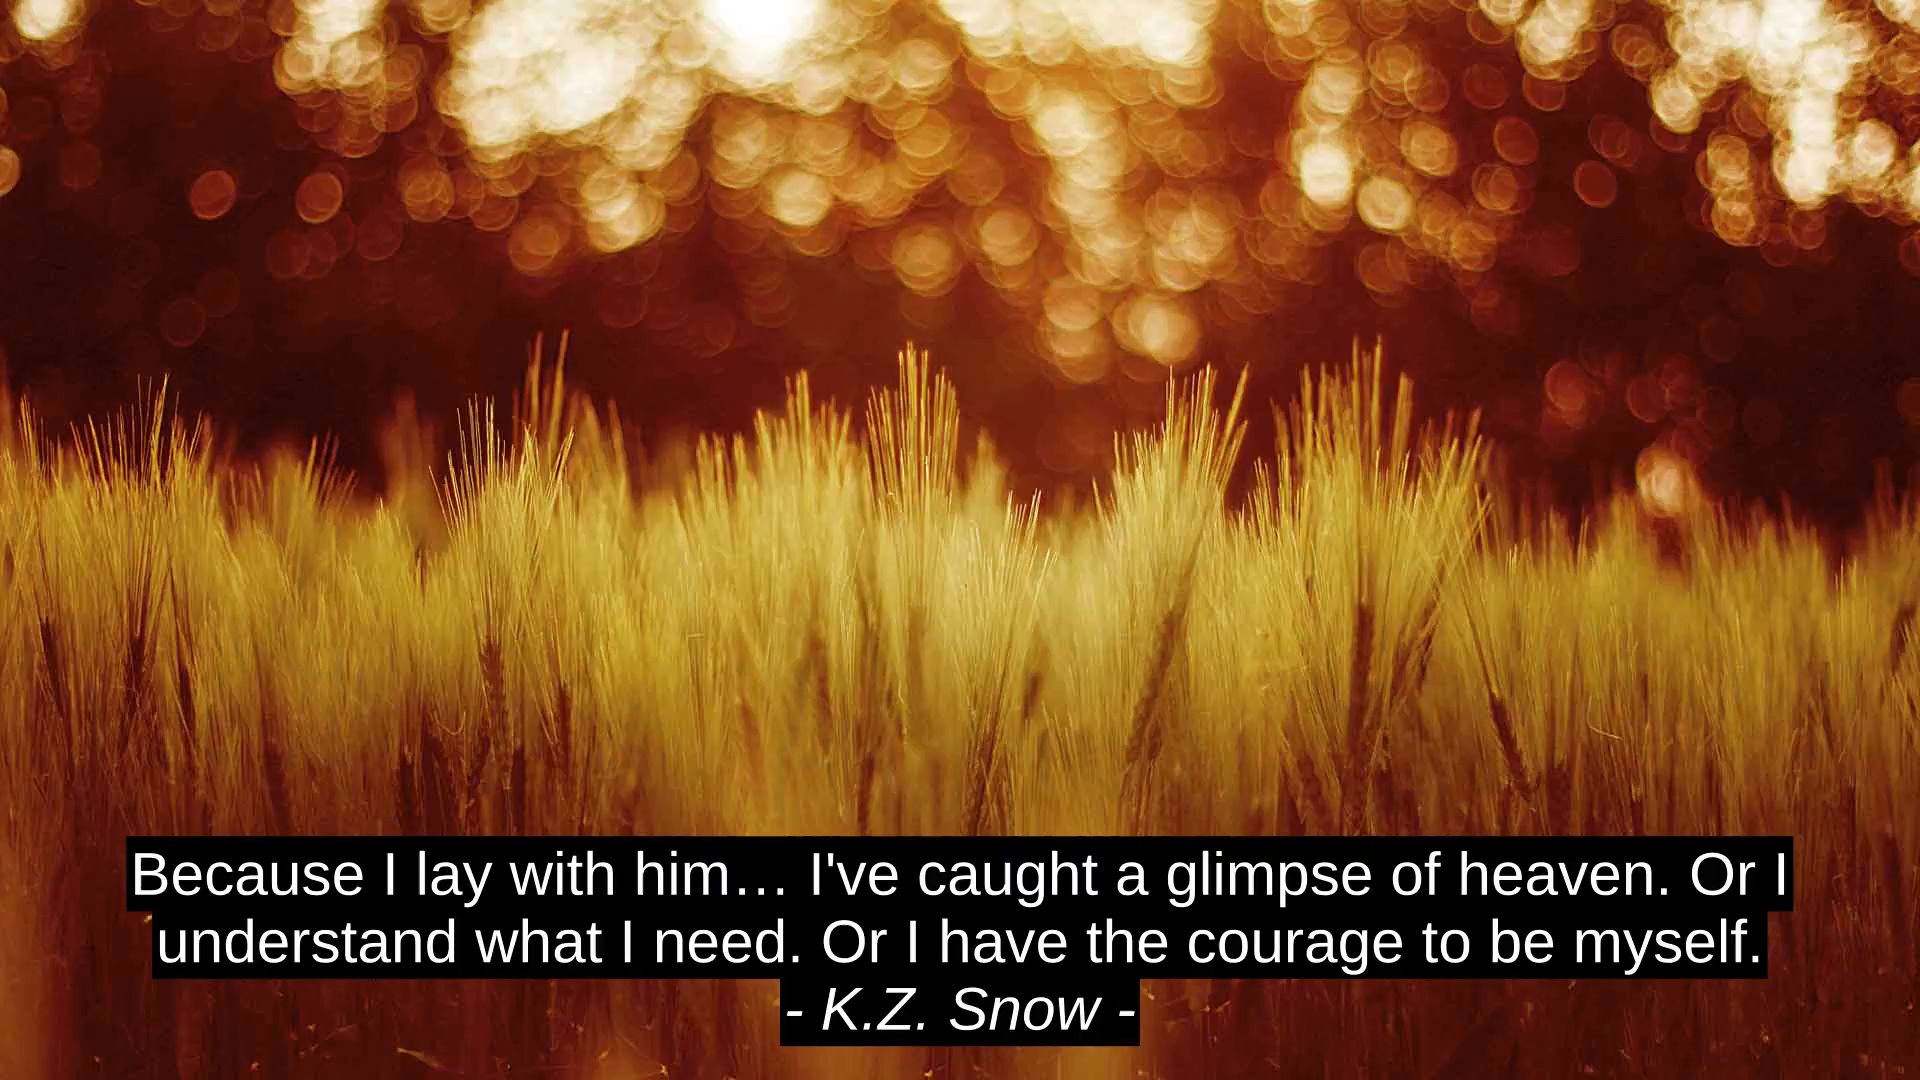 Because I lay with him… I've caught a glimpse of heaven. Or I
understand what I need. Or I have the courage to be myself.
- K.Z. Snow -